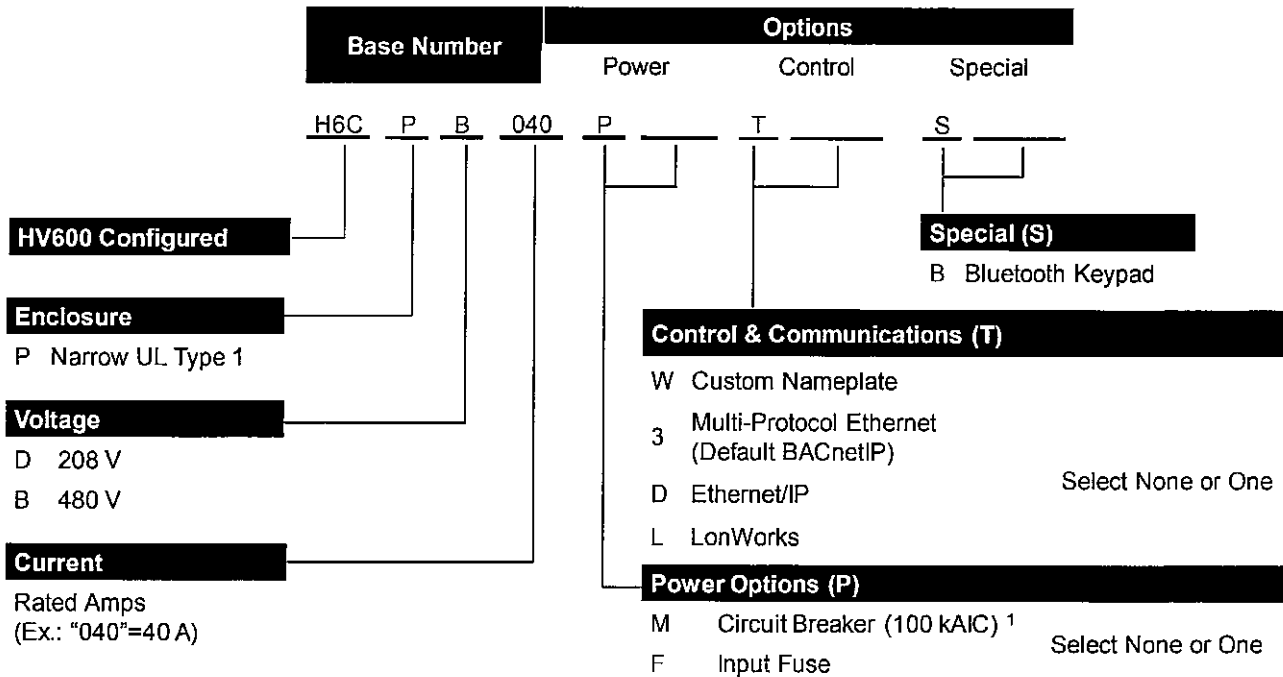 Base Number
Options
Power Control Special
H6C P B 040 P T S
HV600 Configured
Enclosure
P Narrow UL Type 1
Voltage
D 208 V
B 480 V
Current
Rated Amps
(Ex.: "040"=40 A)
Special (S)
B Bluetooth Keypad
Control & Communications (T)
W Custom Nameplate
3 Multi-Protocol Ethernet
(Default BACnetIP)
D Ethernet/IP
L LonWorks
Select None or One
Power Options (P)
M Circuit Breaker (100 kAIC) 1
F Input Fuse
Select None or One